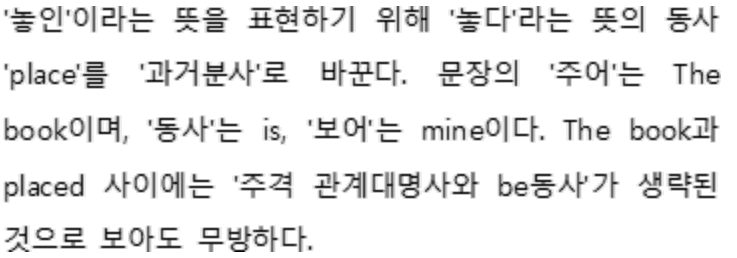 '놓인'이라는 뜻을 표현하기 위해 '놓다'라는 뜻의 동사
'place'를 '과거분사'로 바꾼다. 문장의 '주어'는 The
book이며, '동사'는 is, '보어'는 mine이다. The book과
placed 사이에는 '주격 관계대명사와 be동사'가 생략된
것으로 보아도 무방하다.